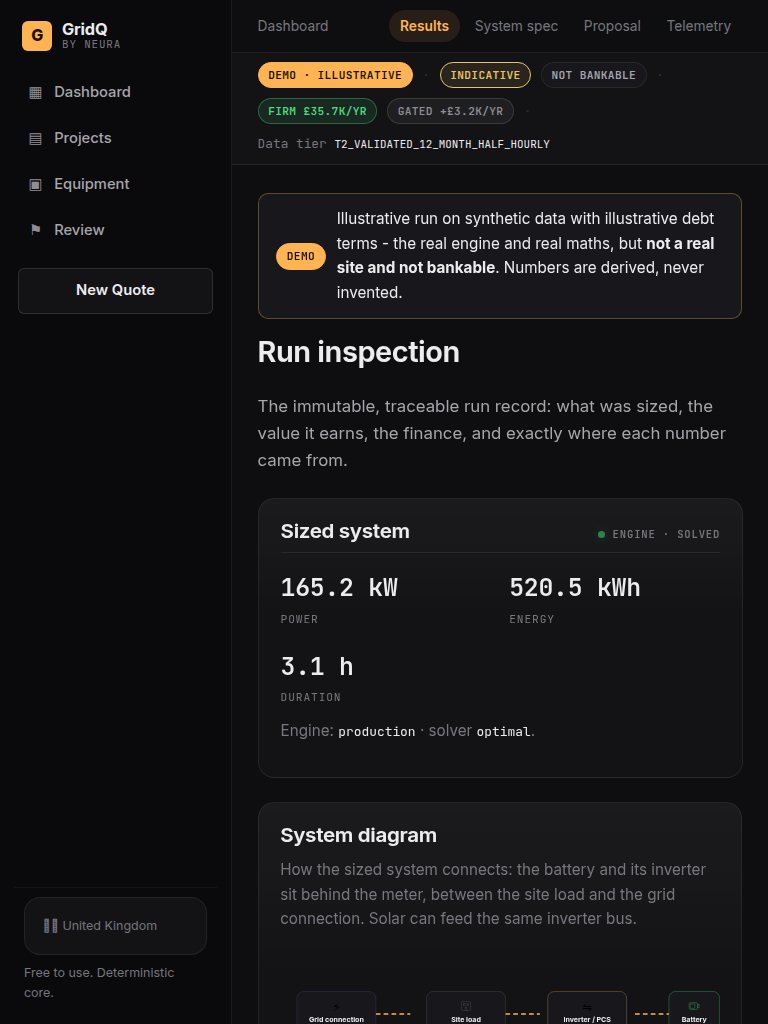 G
GridQ
BY NEURA
Dashboard
Projects
Equipment
Review
New Quote
United Kingdom
Free to use. Deterministic
core.
Dashboard
Results
System spec
Proposal
Telemetry
DEMO · ILLUSTRATIVE · INDICATIVE NOT BANKABLE ·
FIRM £35.7K/YR GATED +£3.2K/YR ·
Data tier T2_VALIDATED_12_MONTH_HALF_HOURLY
DEMO
Illustrative run on synthetic data with illustrative debt
terms - the real engine and real maths, but not a real
site and not bankable. Numbers are derived, never
invented.
Run inspection
The immutable, traceable run record: what was sized, the
value it earns, the finance, and exactly where each number
came from.
Sized system
ENGINE · SOLVED
165.2 kW
POWER
520.5 kWh
ENERGY
3.1 h
DURATION
Engine: production · solver optimal.
System diagram
How the sized system connects: the battery and its inverter
sit behind the meter, between the site load and the grid
connection. Solar can feed the same inverter bus.
Grid connection
Site load
Inverter / PCS
Battery